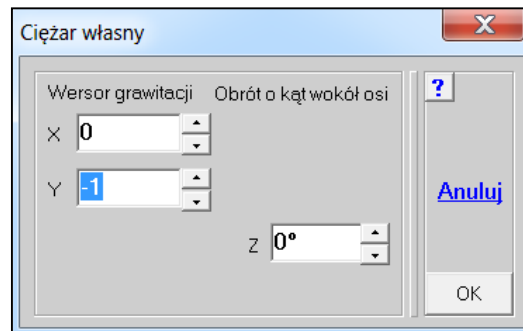 Ciężar własny
Wersor grawitacji Obrót o kąt wokół osi ?
X 0
Y -1 Anuluj
Z 0°
OK